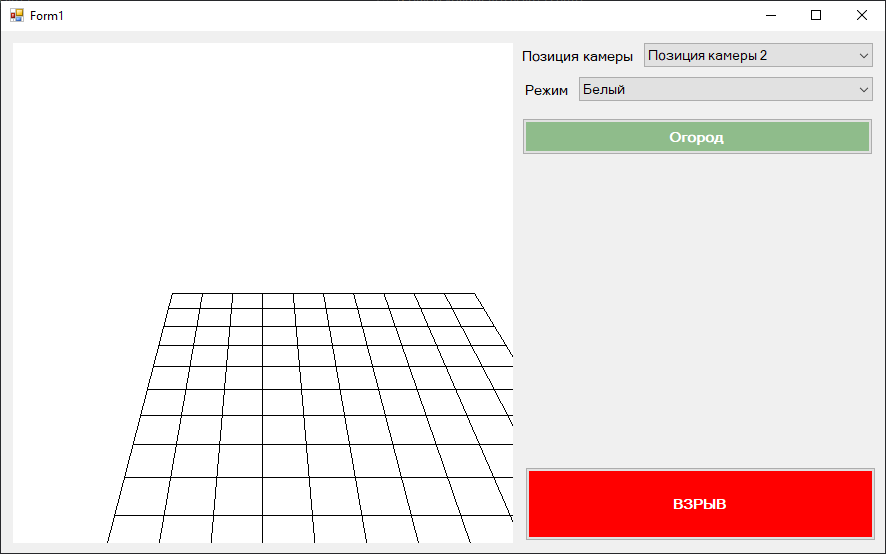 Form1
Позиция камеры
Позиция камеры 2
Режим
Белый
Огород
ВЗРЫВ